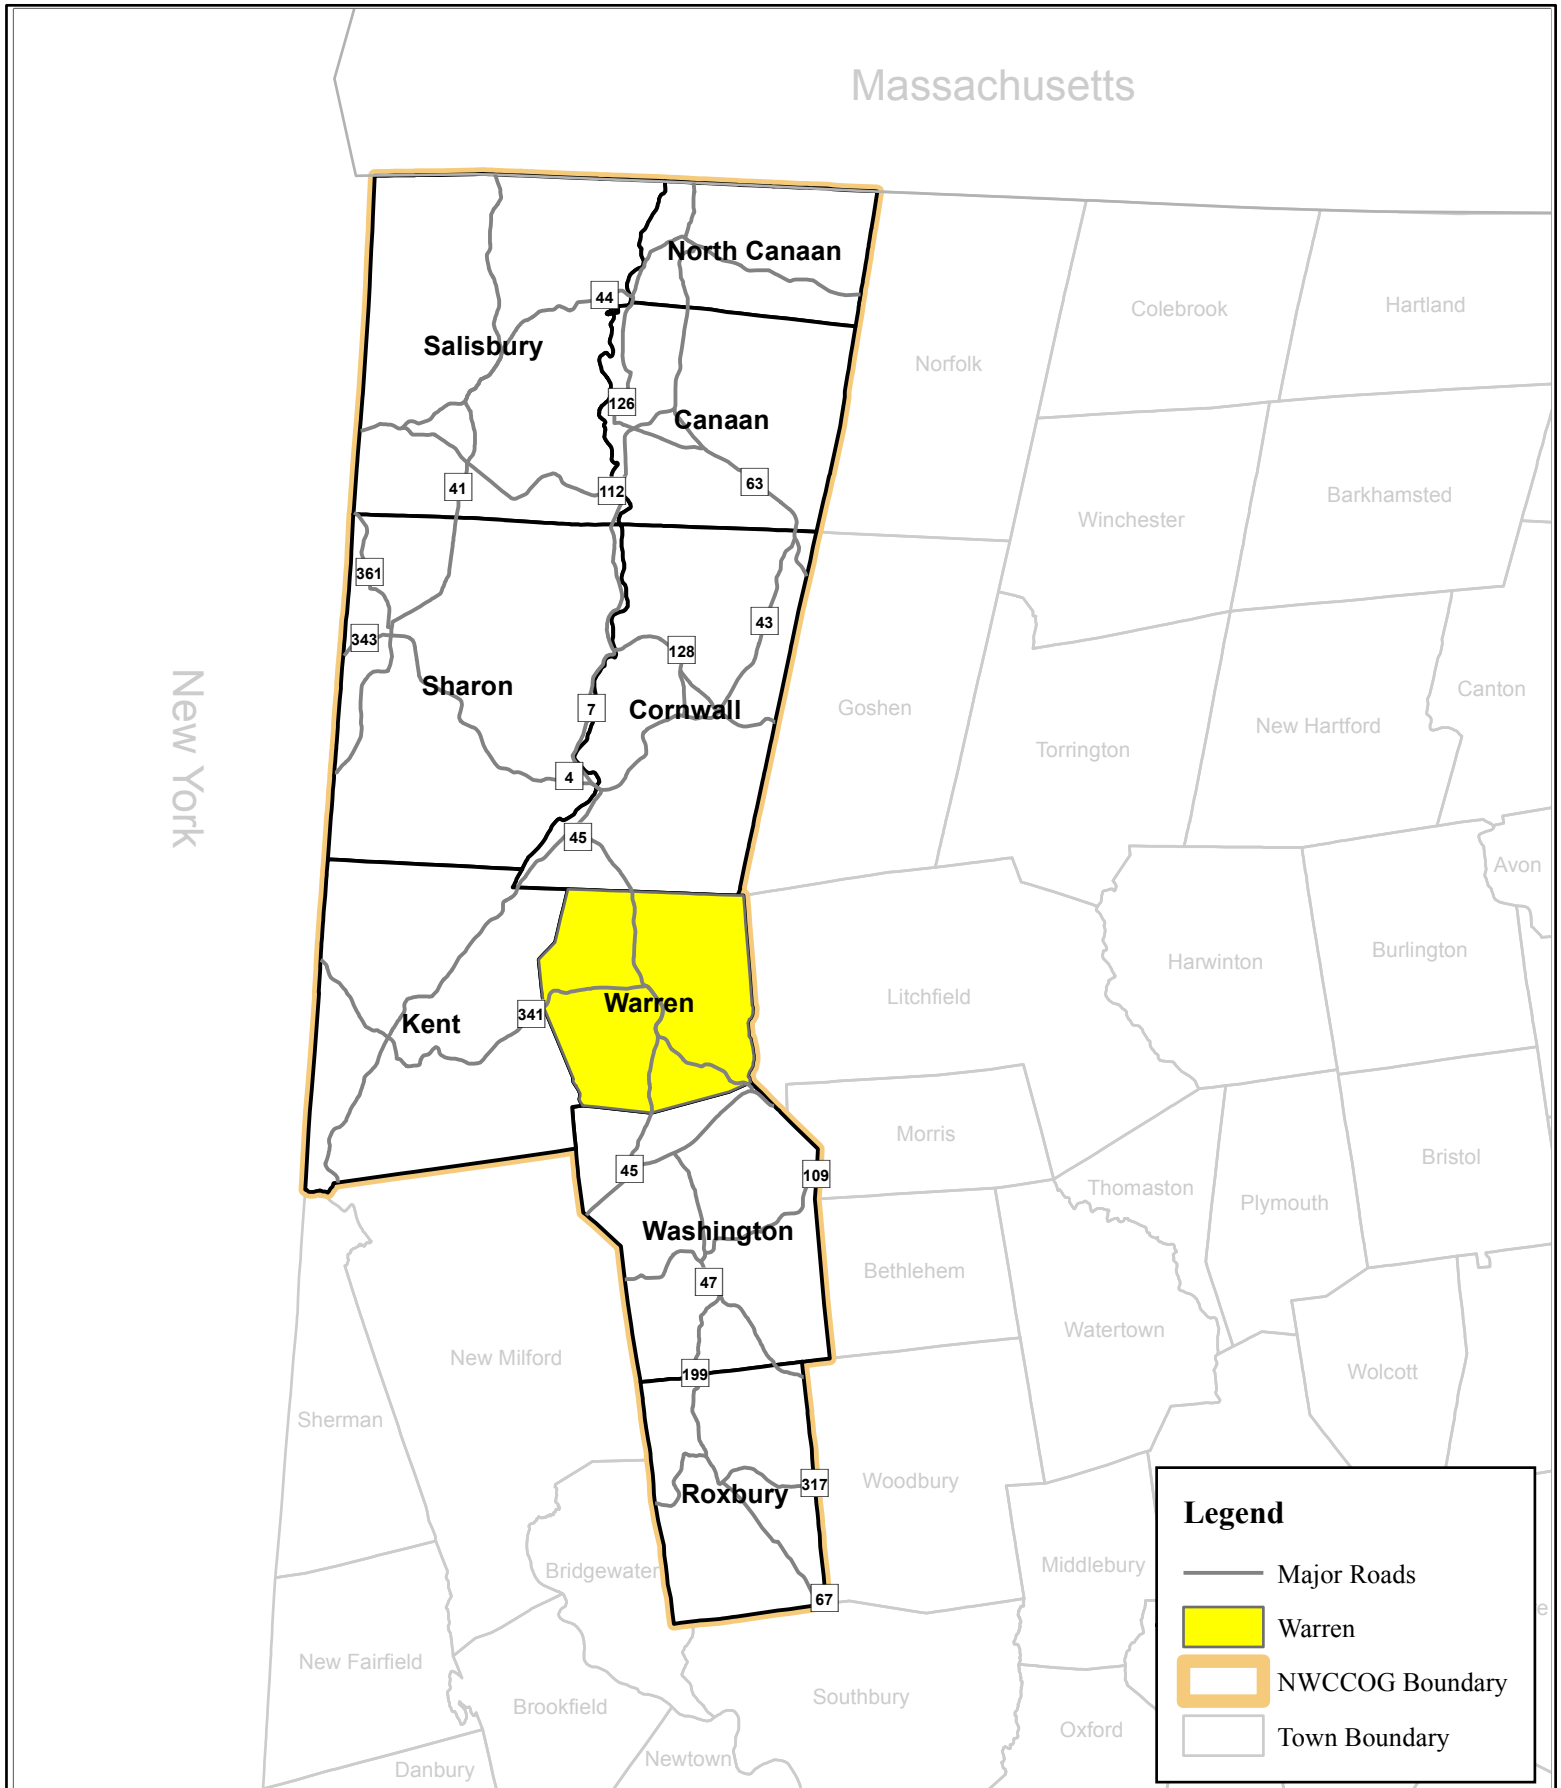 Massachusetts
North Canaan
44
Colebrook
Hartland
Salisbury
Norfolk
126
Canaan
41
112
63
Barkhamsted
Winchester
361
343
43
128
New York
Sharon
7
Cornwall
Goshen
Canton
New Hartford
Torrington
4
45
Avon
Harwinton
Burlington
Litchfield
341
Warren
Kent
Morris
45
109
Bristol
Thomaston
Plymouth
Washington
47
Bethlehem
Watertown
New Milford
199
Wolcott
Sherman
Woodbury
317
Roxbury
Legend
Bridgewater
Middlebury
Major Roads
67
e
Warren
New Fairfield
NWCCOG Boundary
Brookfield
Southbury
Oxford
Town Boundary
Newtown
Danbury